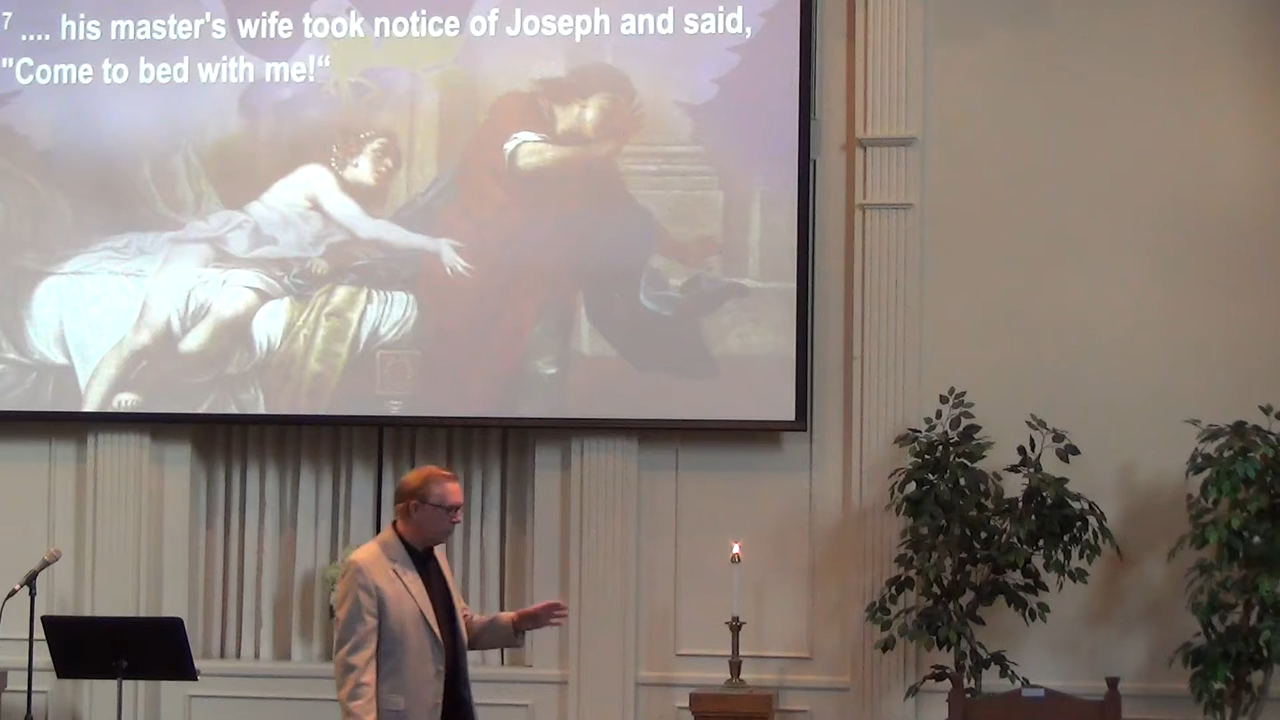 7 .... his master's wife took notice of Joseph and said,
"Come to bed with me!“